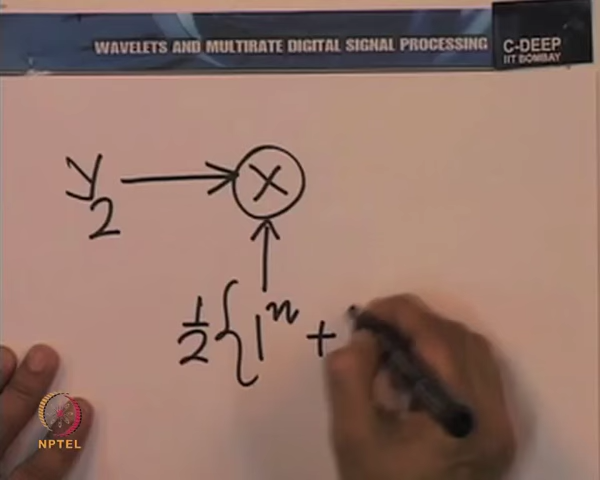 WAVELETS AND MULTIRATE DIGITAL SIGNAL PROCESSING
C-DEEP
IIT BOMBAY
y₂ → ×
½{1ⁿ +
NPTEL